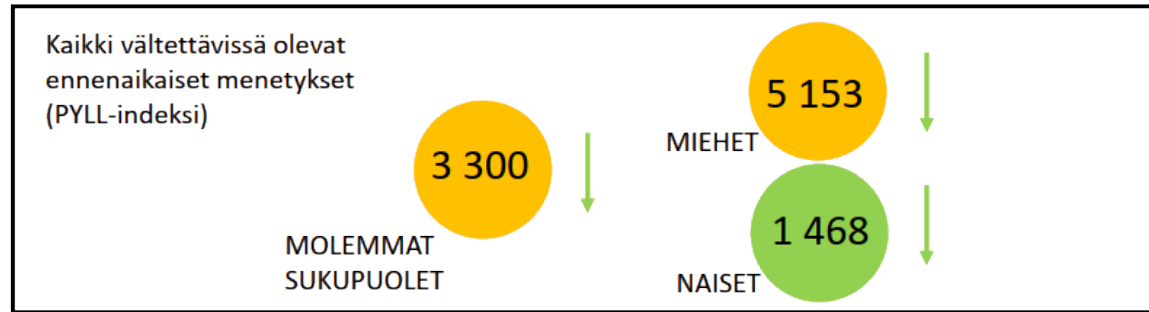 Kaikki vältettävissä olevat
ennenaikaiset menetykset
(PYLL-indeksi)
3 300
MOLEMMAT
SUKUPUOLET
5 153
MIEHET
1 468
NAISET